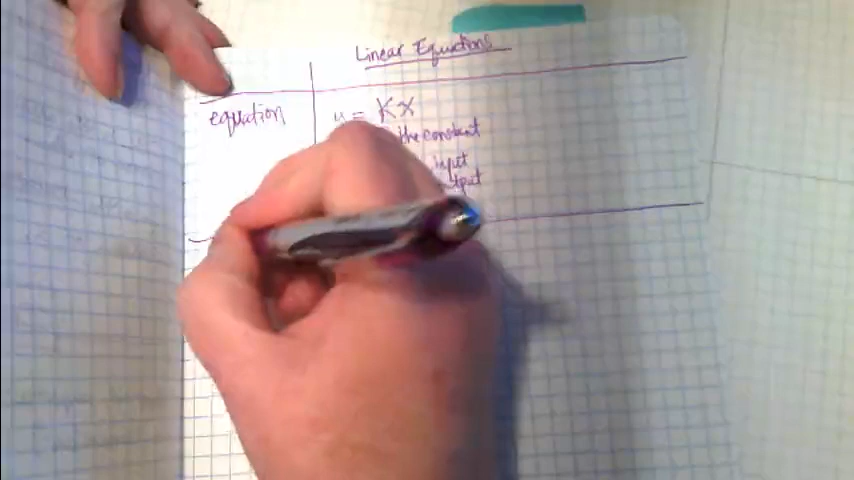 Linear Equations
equation
y = Kx
the constant
input
output